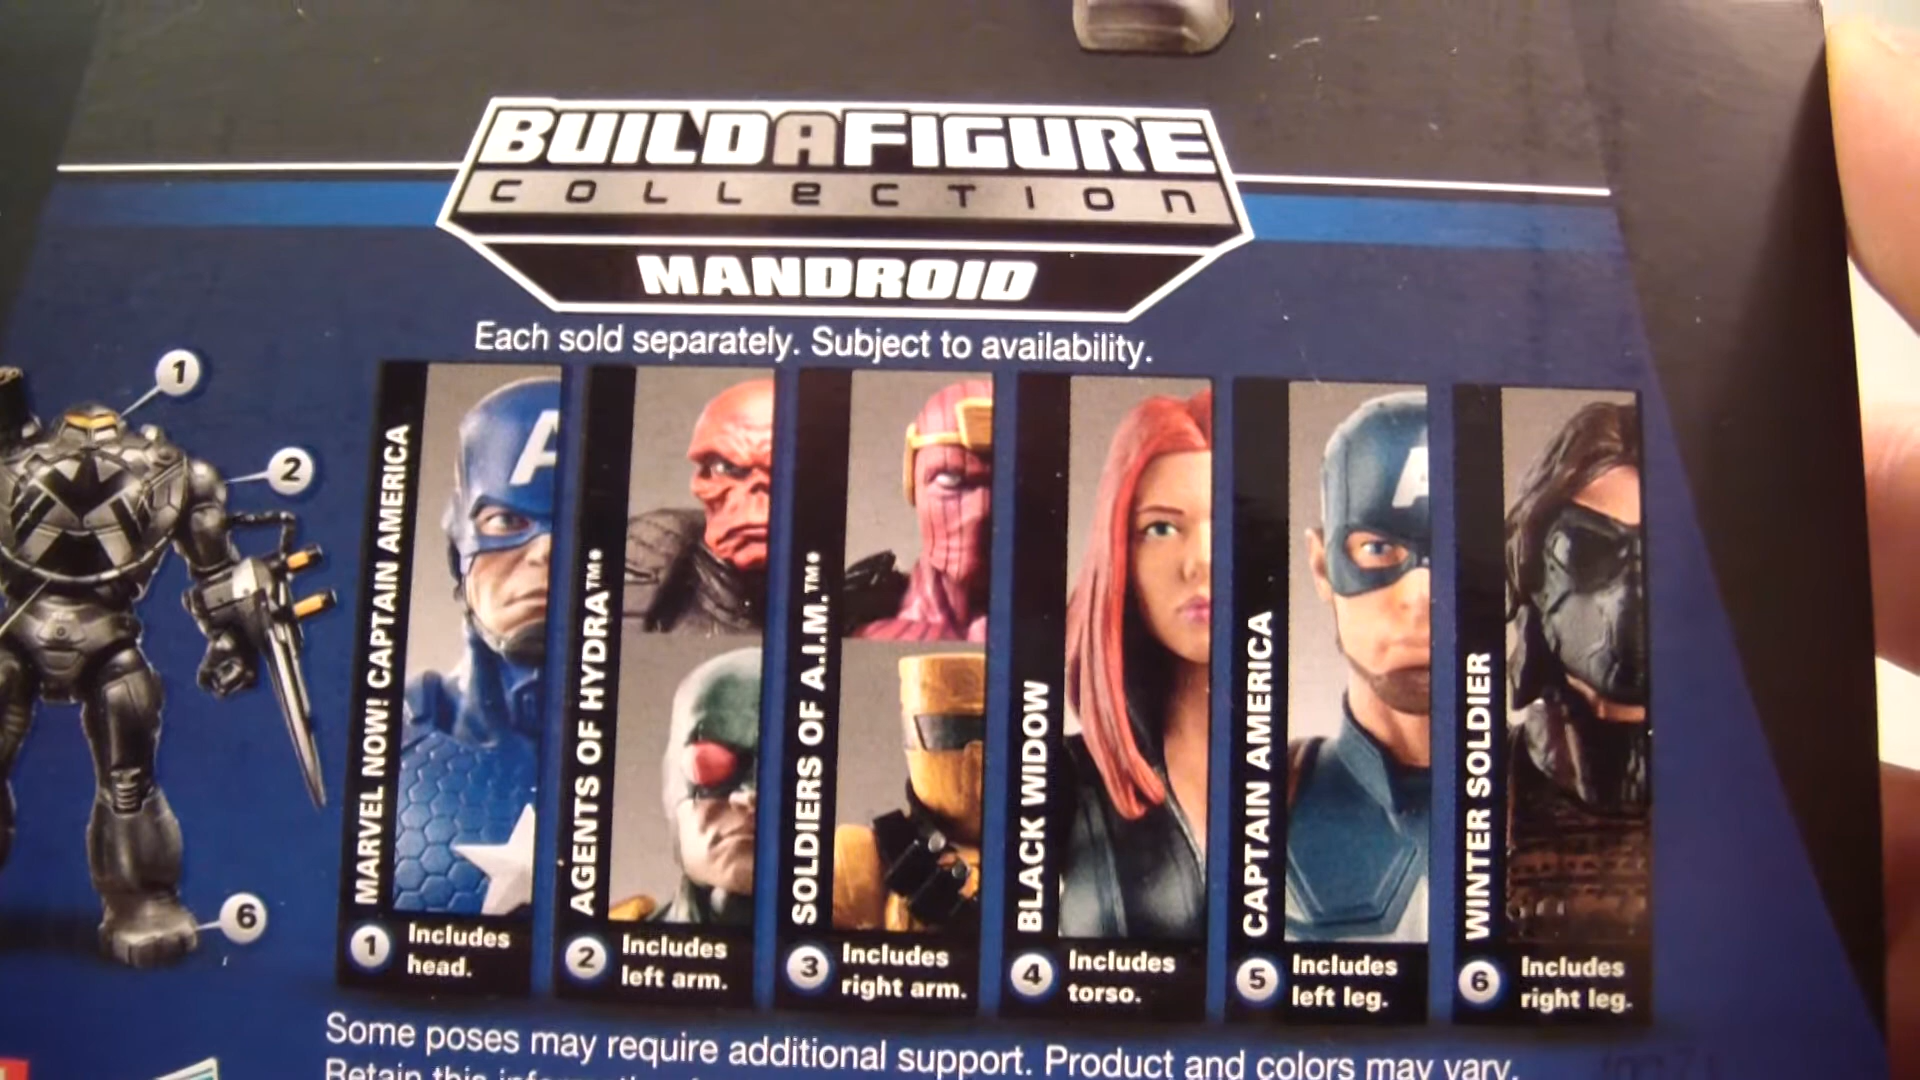 BUILDAFIGURE
COLLECTION
MANDROID
Each sold separately. Subject to availability.
1
2
6
MARVEL NOW! CAPTAIN AMERICA
1 Includes
head.
AGENTS OF HYDRA™•
2 Includes
left arm.
SOLDIERS OF A.I.M.™•
3 Includes
right arm.
BLACK WIDOW
4 Includes
torso.
CAPTAIN AMERICA
5 Includes
left leg.
WINTER SOLDIER
6 Includes
right leg.
Some poses may require additional support. Product and colors may vary.
Retain this